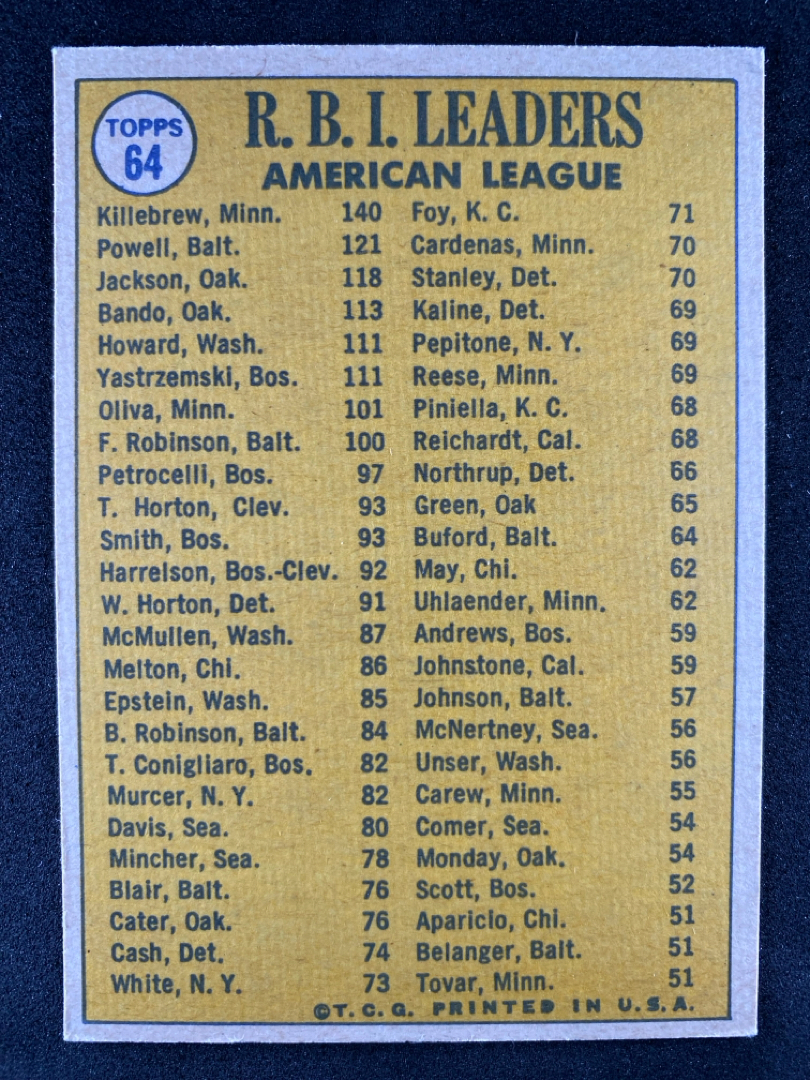 TOPPS
64
R. B. I. LEADERS
AMERICAN LEAGUE
Killebrew, Minn. 140
Powell, Balt. 121
Jackson, Oak. 118
Bando, Oak. 113
Howard, Wash. 111
Yastrzemski, Bos. 111
Oliva, Minn. 101
F. Robinson, Balt. 100
Petrocelli, Bos. 97
T. Horton, Clev. 93
Smith, Bos. 93
Harrelson, Bos.-Clev. 92
W. Horton, Det. 91
McMullen, Wash. 87
Melton, Chi. 86
Epstein, Wash. 85
B. Robinson, Balt. 84
T. Conigliaro, Bos. 82
Murcer, N. Y. 82
Davis, Sea. 80
Mincher, Sea. 78
Blair, Balt. 76
Cater, Oak. 76
Cash, Det. 74
White, N. Y. 73
Foy, K. C. 71
Cardenas, Minn. 70
Stanley, Det. 70
Kaline, Det. 69
Pepitone, N. Y. 69
Reese, Minn. 69
Piniella, K. C. 68
Reichardt, Cal. 68
Northrup, Det. 66
Green, Oak 65
Buford, Balt. 64
May, Chi. 62
Uhlaender, Minn. 62
Andrews, Bos. 59
Johnstone, Cal. 59
Johnson, Balt. 57
McNertney, Sea. 56
Unser, Wash. 56
Carew, Minn. 55
Comer, Sea. 54
Monday, Oak. 54
Scott, Bos. 52
Aparicio, Chi. 51
Belanger, Balt. 51
Tovar, Minn. 51
©T. C. G. PRINTED IN U. S. A.